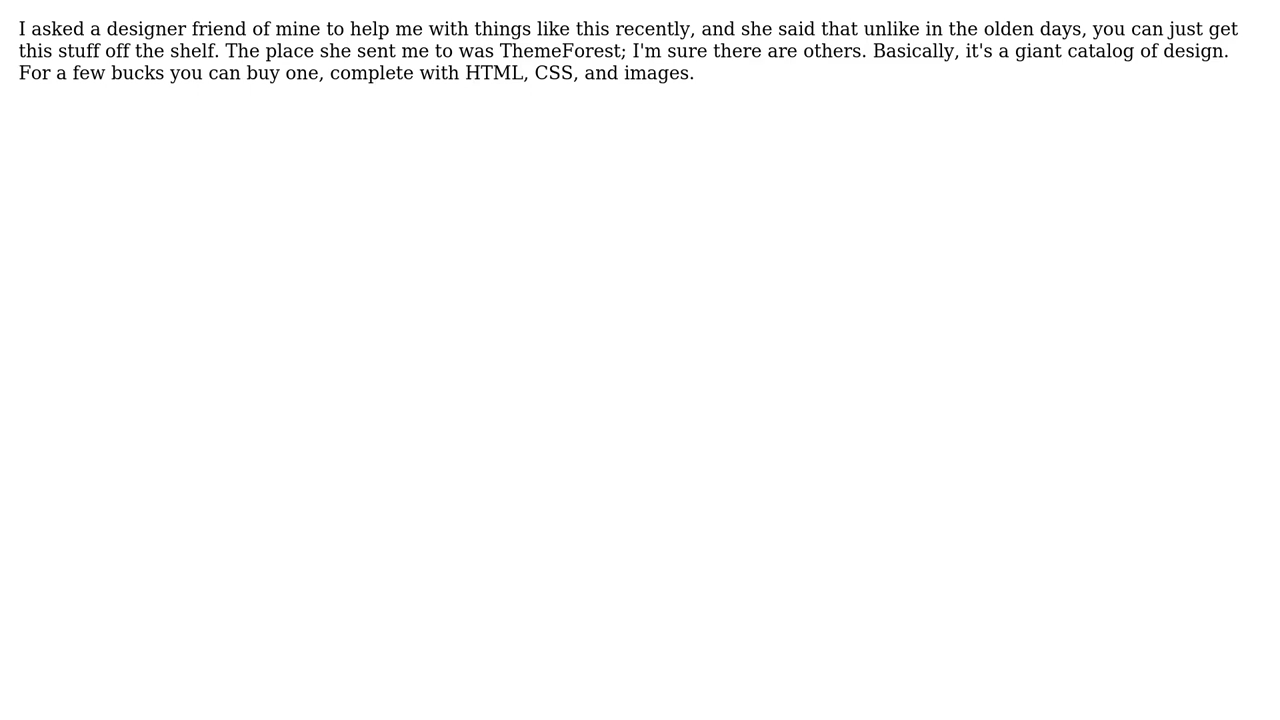 I asked a designer friend of mine to help me with things like this recently, and she said that unlike in the olden days, you can just get
this stuff off the shelf. The place she sent me to was ThemeForest; I'm sure there are others. Basically, it's a giant catalog of design.
For a few bucks you can buy one, complete with HTML, CSS, and images.